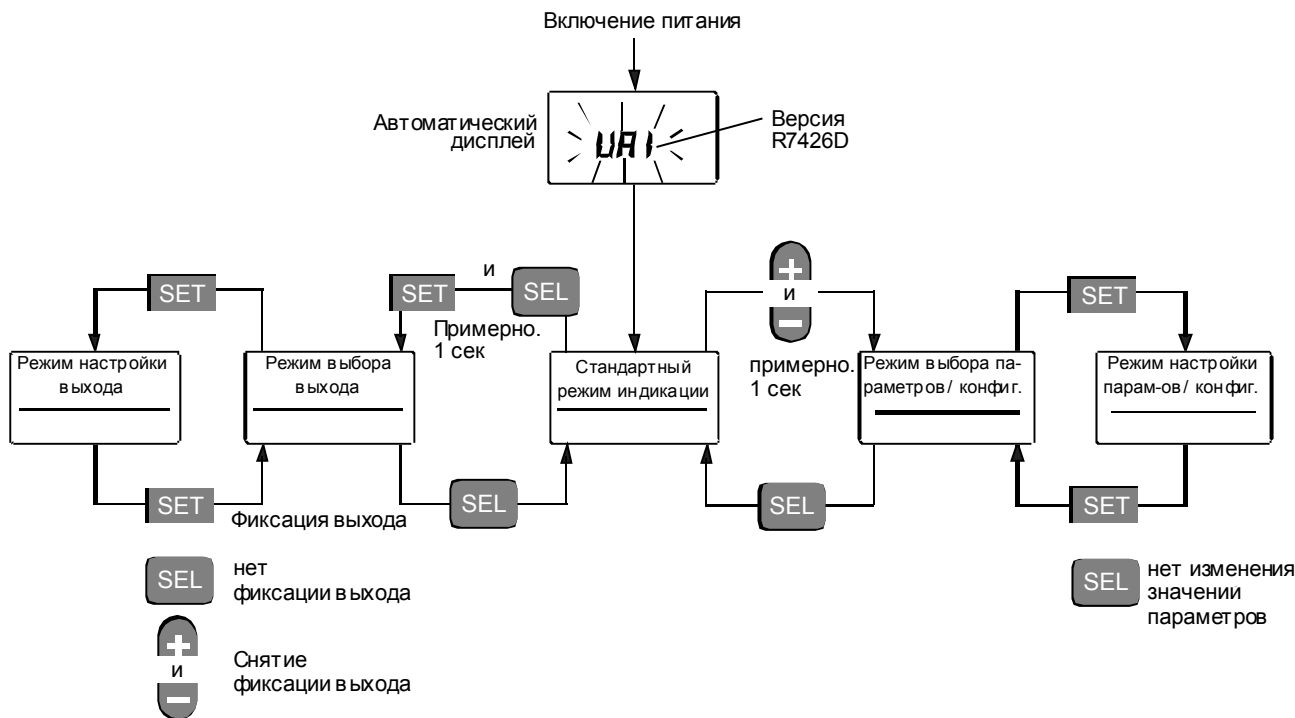 Включение питания
Автоматический
дисплей
UA1
Версия
R7426D
SET
SET
и
SEL
+
и
−
SET
Примерно.
1 сек
примерно.
1 сек
Режим настройки
выхода
Режим выбора
выхода
Стандартный
режим индикации
Режим выбора па-
раметров / конфиг.
Режим настройки
парам-ов / конфиг.
SET
Фиксация выхода
SEL
SEL
SET
SEL
нет
фиксации выхода
SEL
нет изменения
значении
параметров
+
и
−
Снятие
фиксации выхода